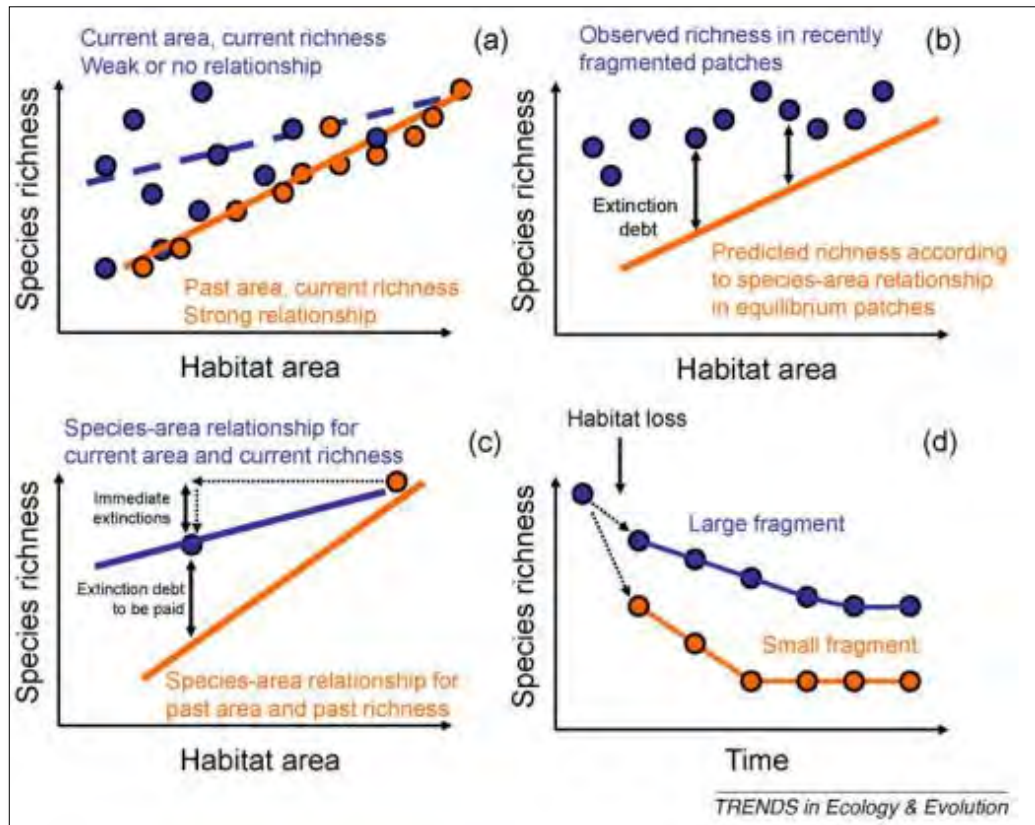 Current area, current richness
Weak or no relationship
(a)
Species richness
Past area, current richness
Strong relationship
Habitat area
Observed richness in recently
fragmented patches
(b)
Species richness
Extinction
debt
Predicted richness according
to species-area relationship
in equilibrium patches
Habitat area
Species-area relationship for
current area and current richness
(c)
Species richness
Immediate
extinctions
Extinction debt
to be paid
Species-area relationship for
past area and past richness
Habitat area
Habitat loss
(d)
Species richness
Large fragment
Small fragment
Time
TRENDS in Ecology & Evolution